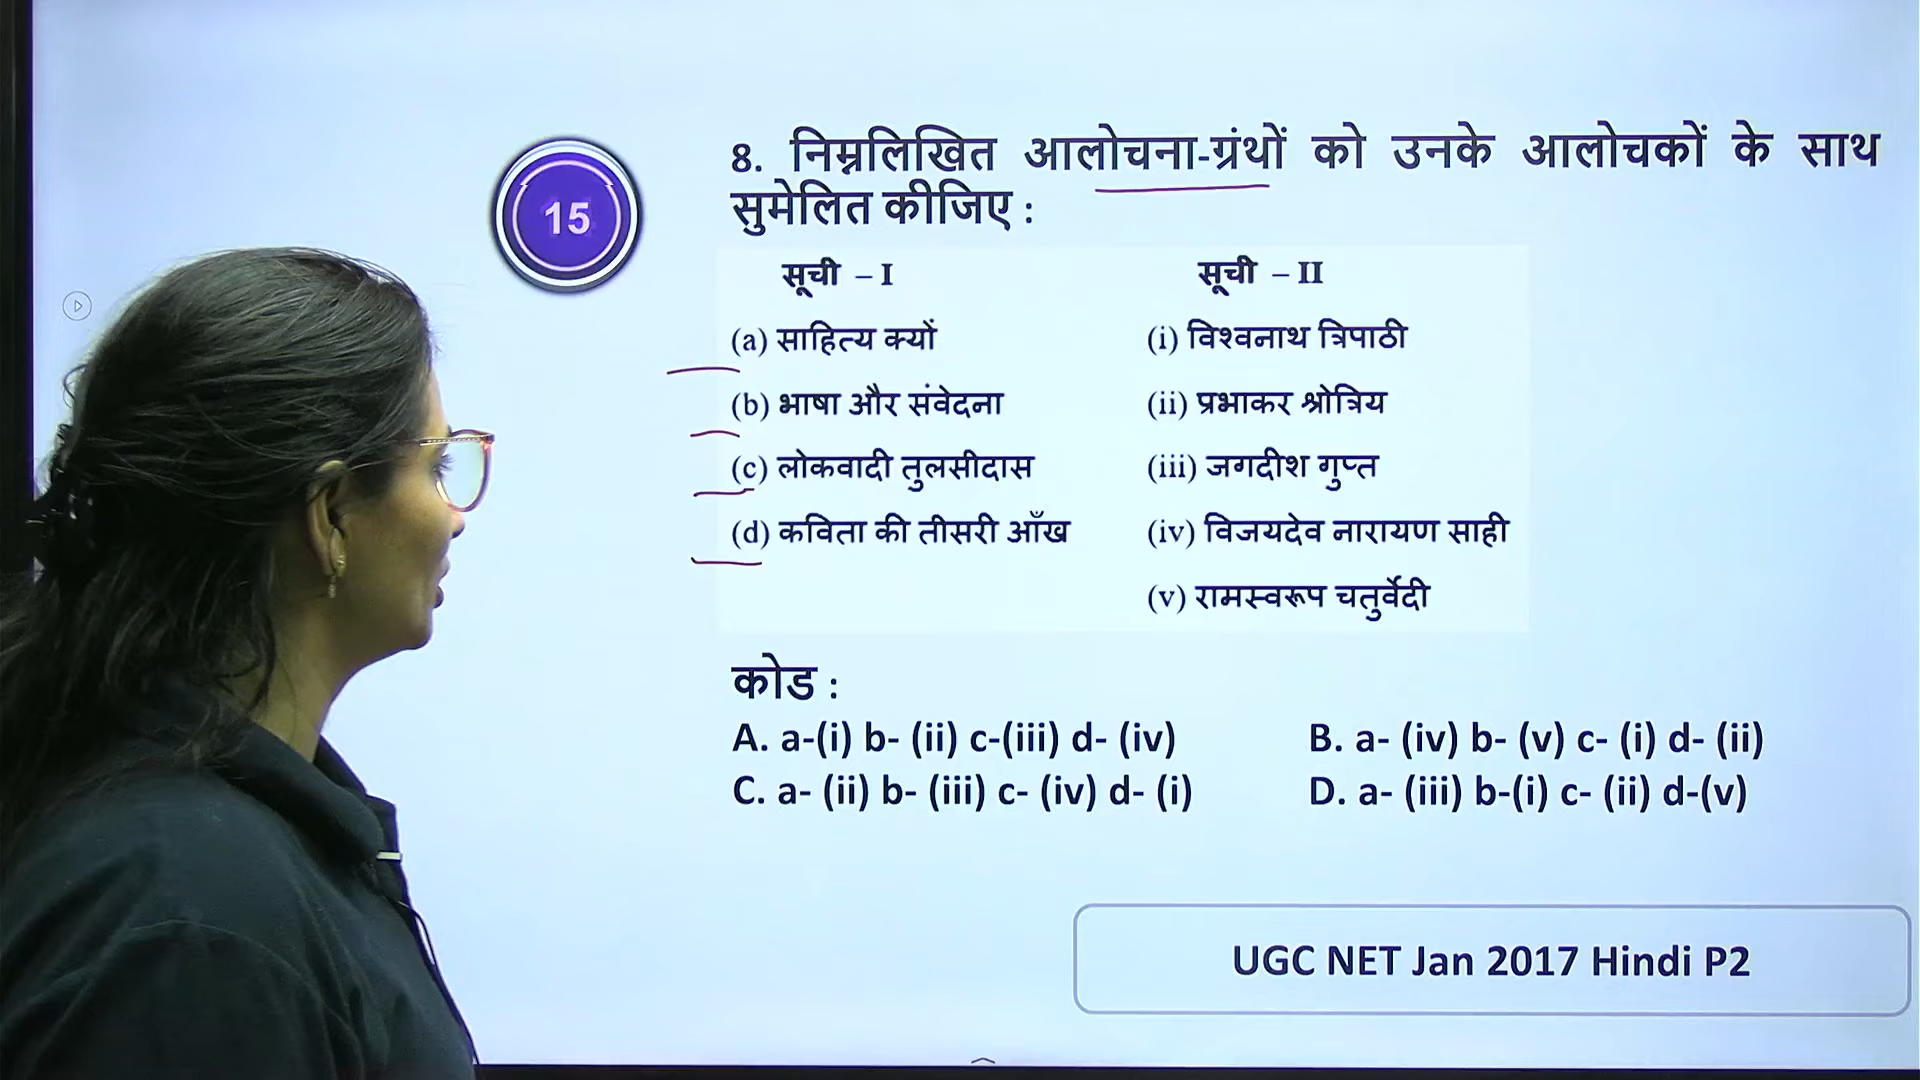 15
8. निम्नलिखित आलोचना-ग्रंथों को उनके आलोचकों के साथ
सुमेलित कीजिए :
सूची – I सूची – II
(a) साहित्य क्यों (i) विश्वनाथ त्रिपाठी
(b) भाषा और संवेदना (ii) प्रभाकर श्रोत्रिय
(c) लोकवादी तुलसीदास (iii) जगदीश गुप्त
(d) कविता की तीसरी आँख (iv) विजयदेव नारायण साही
(v) रामस्वरूप चतुर्वेदी
कोड :
A. a-(i) b- (ii) c-(iii) d- (iv) B. a- (iv) b- (v) c- (i) d- (ii)
C. a- (ii) b- (iii) c- (iv) d- (i) D. a- (iii) b-(i) c- (ii) d-(v)
UGC NET Jan 2017 Hindi P2